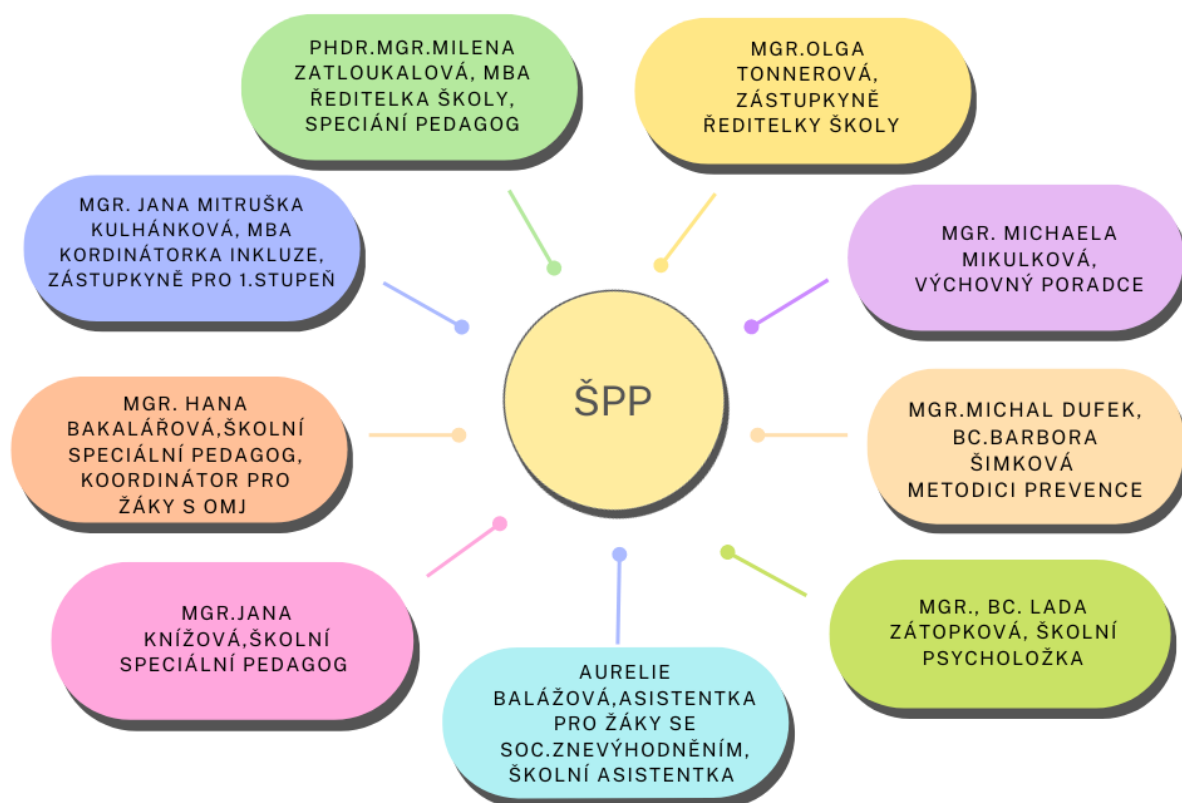 PHDR.MGR.MILENA
ZATLOUKALOVÁ, MBA
ŘEDITELKA ŠKOLY,
SPECIÁNÍ PEDAGOG
MGR.OLGA
TONNEROVÁ,
ZÁSTUPKYNĚ
ŘEDITELKY ŠKOLY
MGR. JANA MITRUŠKA
KULHÁNKOVÁ, MBA
KORDINÁTORKA INKLUZE,
ZÁSTUPKYNĚ PRO 1.STUPEŇ
MGR. MICHAELA
MIKULKOVÁ,
VÝCHOVNÝ PORADCE
ŠPP
MGR. HANA
BAKALÁŘOVÁ,ŠKOLNÍ
SPECIÁLNÍ PEDAGOG,
KOORDINÁTOR PRO
ŽÁKY S OMJ
MGR.MICHAL DUFEK,
BC.BARBORA
ŠIMKOVÁ
METODICI PREVENCE
MGR.JANA
KNÍŽOVÁ,ŠKOLNÍ
SPECIÁLNÍ PEDAGOG
AURELIE
BALÁŽOVÁ,ASISTENTKA
PRO ŽÁKY SE
SOC.ZNEVÝHODNĚNÍM,
ŠKOLNÍ ASISTENTKA
MGR., BC. LADA
ZÁTOPKOVÁ, ŠKOLNÍ
PSYCHOLOŽKA